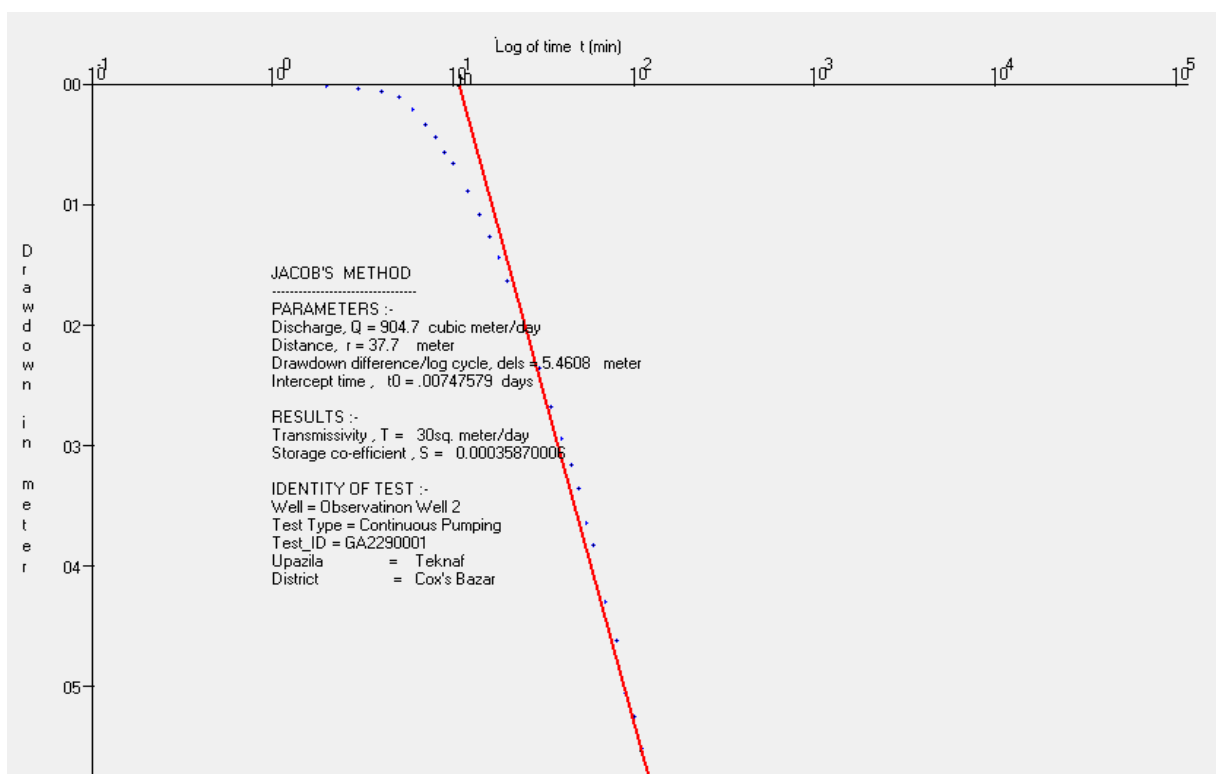 Log of time t (min)
10^-1 10^0 10^1 10^2 10^3 10^4 10^5
00
01
02
03
04
05
Drawdown in meter
JACOB'S METHOD
--------------------------------
PARAMETERS :-
Discharge, Q = 904.7 cubic meter/day
Distance, r = 37.7 meter
Drawdown difference/log cycle, dels = 5.4608 meter
Intercept time , t0 = .00747579 days
RESULTS :-
Transmissivity , T = 30sq. meter/day
Storage co-efficient , S = 0.00035870006
IDENTITY OF TEST :-
Well = Observatinon Well 2
Test Type = Continuous Pumping
Test_ID = GA2290001
Upazila = Teknaf
District = Cox's Bazar